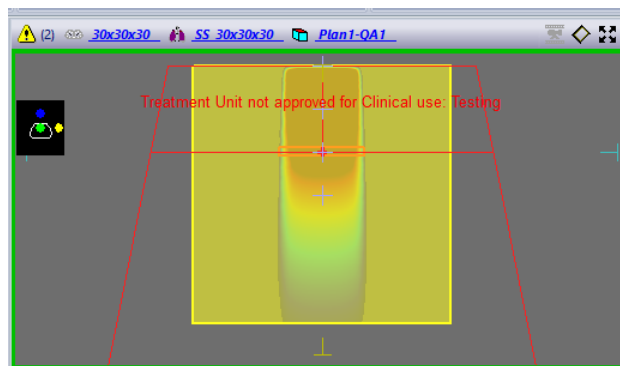 (2) 30x30x30 SS_30x30x30 Plan1-QA1
Treatment Unit not approved for Clinical use: Testing